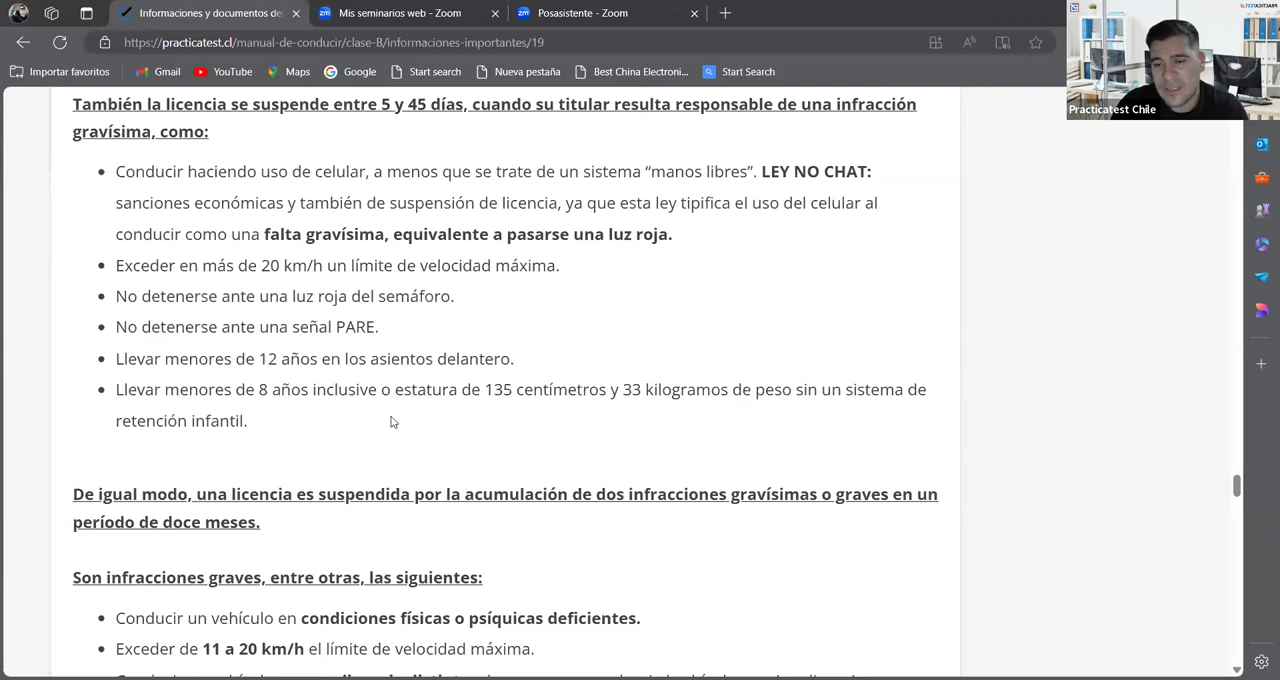 Informaciones y documentos del
Mis seminarios web - Zoom
Posasistente - Zoom
https://practicatest.cl/manual-de-conducir/clase-B/informaciones-importantes/19
Importar favoritos
Gmail
YouTube
Maps
Google
Start search
Nueva pestaña
Best China Electroni...
Start Search
Practicatest Chile
También la licencia se suspende entre 5 y 45 días, cuando su titular resulta responsable de una infracción
gravísima, como:
Conducir haciendo uso de celular, a menos que se trate de un sistema “manos libres”. LEY NO CHAT:
sanciones económicas y también de suspensión de licencia, ya que esta ley tipifica el uso del celular al
conducir como una falta gravísima, equivalente a pasarse una luz roja.
Exceder en más de 20 km/h un límite de velocidad máxima.
No detenerse ante una luz roja del semáforo.
No detenerse ante una señal PARE.
Llevar menores de 12 años en los asientos delantero.
Llevar menores de 8 años inclusive o estatura de 135 centímetros y 33 kilogramos de peso sin un sistema de
retención infantil.
De igual modo, una licencia es suspendida por la acumulación de dos infracciones gravísimas o graves en un
período de doce meses.
Son infracciones graves, entre otras, las siguientes:
Conducir un vehículo en condiciones físicas o psíquicas deficientes.
Exceder de 11 a 20 km/h el límite de velocidad máxima.